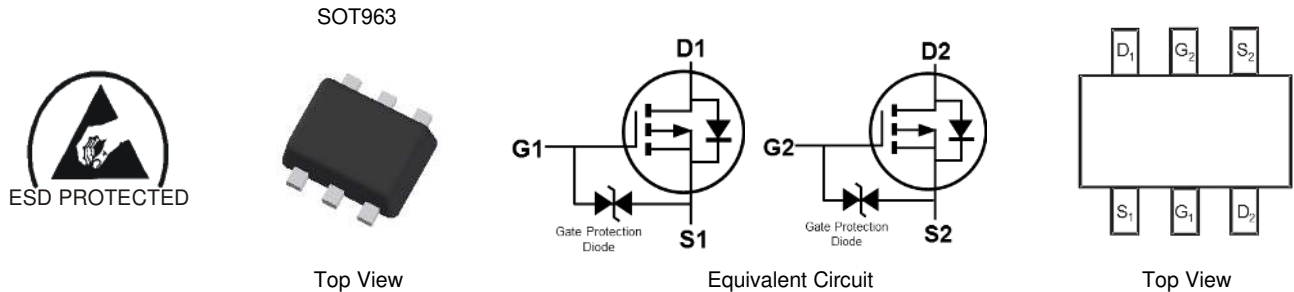 SOT963
ESD PROTECTED
Top View
D1
G1
Gate Protection
Diode
S1
D2
G2
Gate Protection
Diode
S2
Equivalent Circuit
D₁ G₂ S₂
S₁ G₁ D₂
Top View